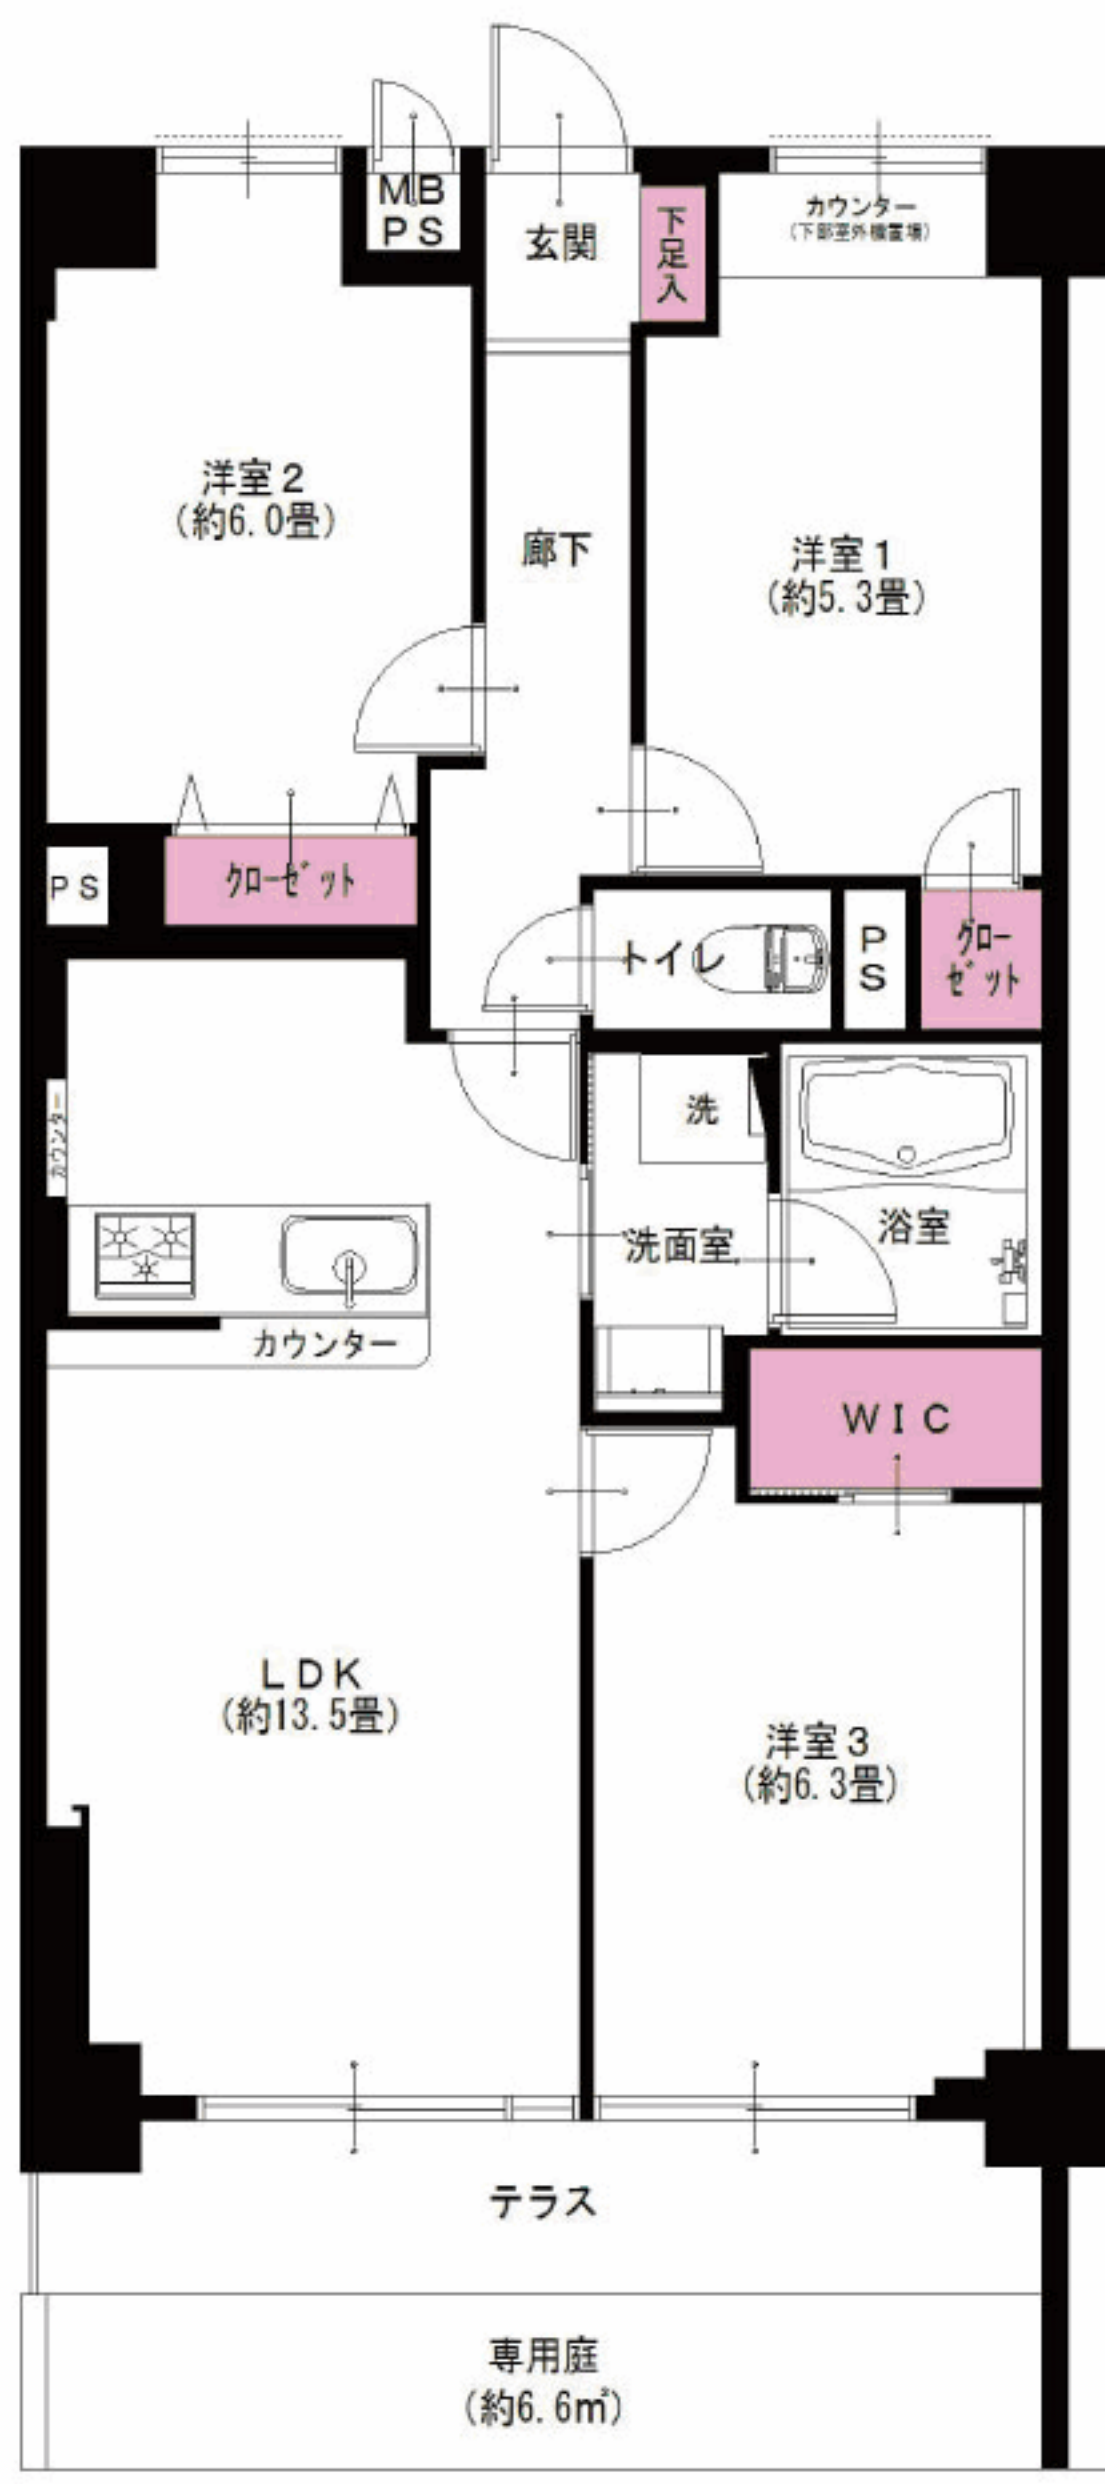 MB
PS
玄関
下足入
カウンター
(下部室外機置場)
洋室2
(約6.0畳)
廊下
洋室1
(約5.3畳)
PS
クローゼット
トイレ
PS
クロー
ゼット
カウンター
洗
洗面室
浴室
カウンター
WIC
LDK
(約13.5畳)
洋室3
(約6.3畳)
テラス
専用庭
(約6.6㎡)